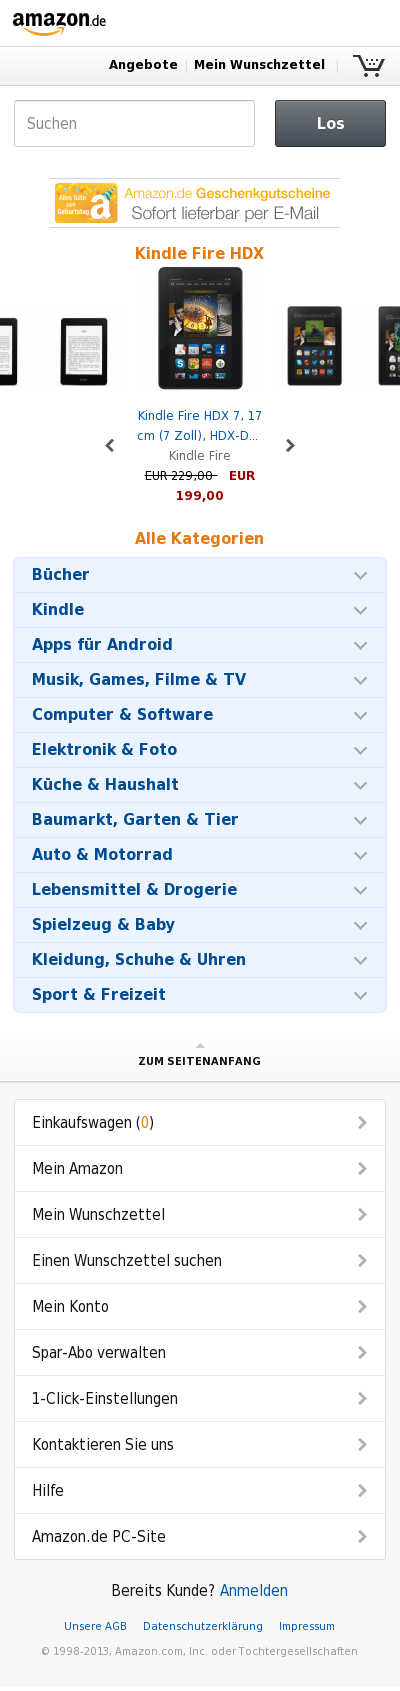 amazon.de
Angebote | Mein Wunschzettel |
Suchen
Los
Alles Gute zum Geburtstag
Amazon.de Geschenkgutscheine
Sofort lieferbar per E-Mail
Kindle Fire HDX
Kindle Fire HDX 7, 17
cm (7 Zoll), HDX-D...
Kindle Fire
EUR 229,00 EUR
199,00
Alle Kategorien
Bücher
Kindle
Apps für Android
Musik, Games, Filme & TV
Computer & Software
Elektronik & Foto
Küche & Haushalt
Baumarkt, Garten & Tier
Auto & Motorrad
Lebensmittel & Drogerie
Spielzeug & Baby
Kleidung, Schuhe & Uhren
Sport & Freizeit
ZUM SEITENANFANG
Einkaufswagen (0)
Mein Amazon
Mein Wunschzettel
Einen Wunschzettel suchen
Mein Konto
Spar-Abo verwalten
1-Click-Einstellungen
Kontaktieren Sie uns
Hilfe
Amazon.de PC-Site
Bereits Kunde? Anmelden
Unsere AGB Datenschutzerklärung Impressum
© 1998-2013, Amazon.com, Inc. oder Tochtergesellschaften